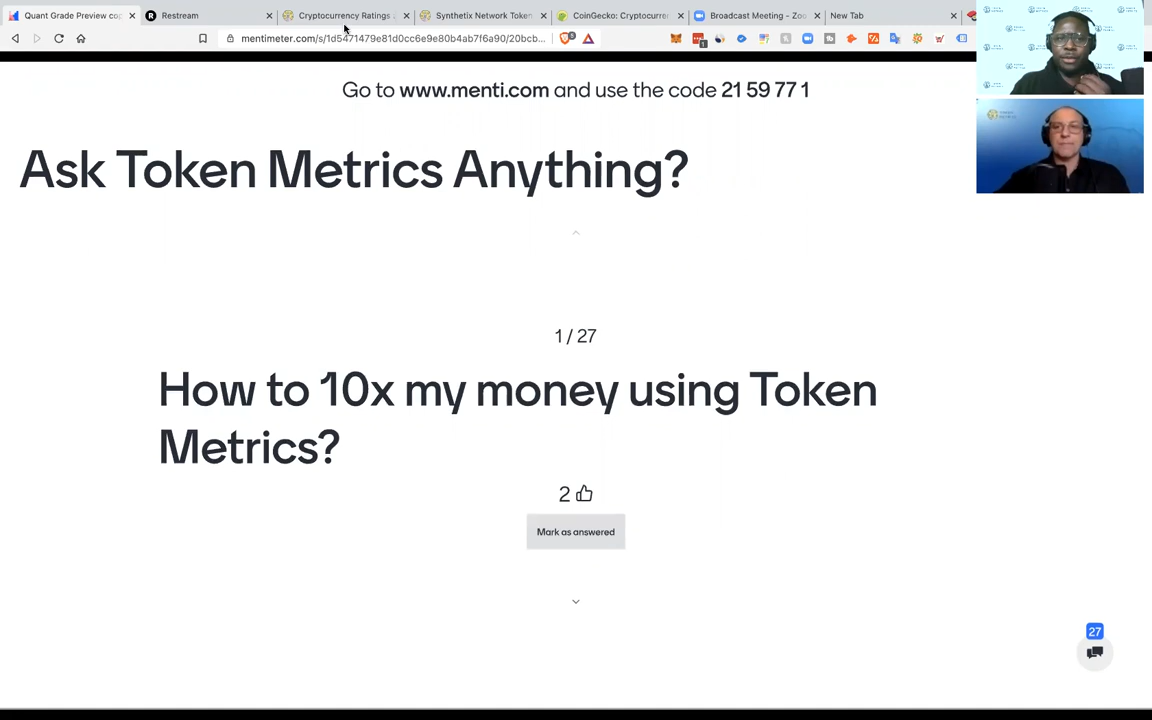 Quant Grade Preview cop
Restream
Cryptocurrency Ratings
Synthetix Network Token
CoinGecko: Cryptocurre
Broadcast Meeting - Zoo
New Tab
mentimeter.com/s/1d5471479e81d0cc6e9e80b4ab7f6a90/20bcb...
Go to www.menti.com and use the code 21 59 77 1
Ask Token Metrics Anything?
1 / 27
How to 10x my money using Token
Metrics?
2
Mark as answered
27